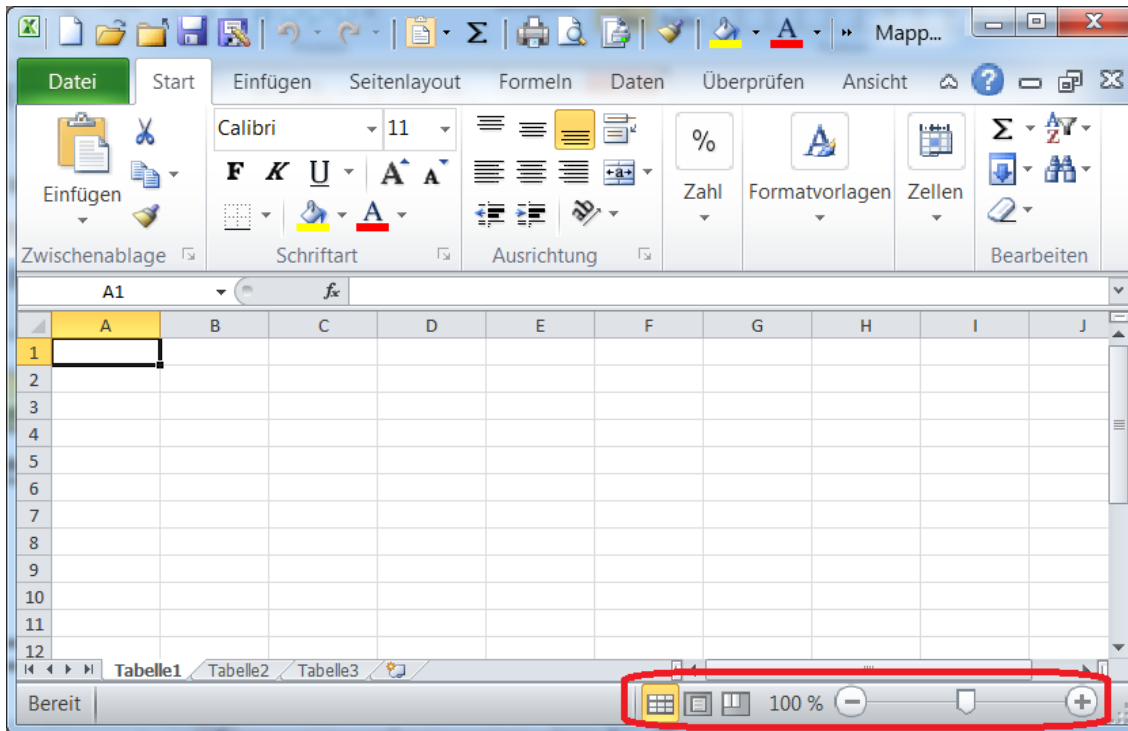 Mapp...
Datei Start Einfügen Seitenlayout Formeln Daten Überprüfen Ansicht
Calibri 11 %
F K U A A
Einfügen Zahl Formatvorlagen Zellen
Zwischenablage Schriftart Ausrichtung Bearbeiten
A1 fx
A B C D E F G H I J
1
2
3
4
5
6
7
8
9
10
11
12
Tabelle1 Tabelle2 Tabelle3
Bereit 100 %